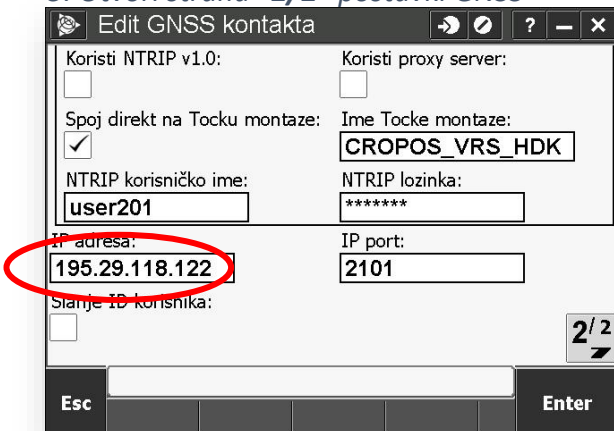 Edit GNSS kontakta ? – ×
Koristi NTRIP v1.0: Koristi proxy server:
Spoj direkt na Tocku montaze: Ime Tocke montaze:
CROPOS_VRS_HDK
NTRIP korisničko ime: NTRIP lozinka:
user201 *******
IP adresa: IP port:
195.29.118.122 2101
Slanje ID korisnika:
2/2
Esc Enter